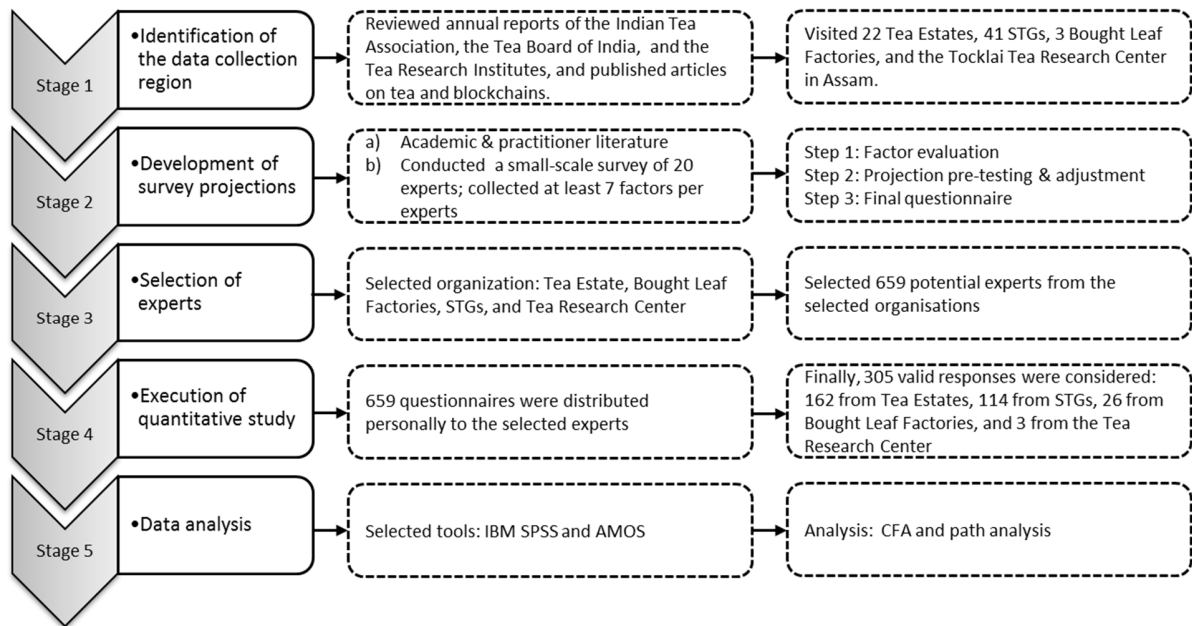 Stage 1
•Identification of
the data collection
region
Reviewed annual reports of the Indian Tea
Association, the Tea Board of India, and the
Tea Research Institutes, and published articles
on tea and blockchains.
Visited 22 Tea Estates, 41 STGs, 3 Bought Leaf
Factories, and the Tocklai Tea Research Center
in Assam.
Stage 2
•Development of
survey projections
a) Academic & practitioner literature
b) Conducted a small-scale survey of 20
experts; collected at least 7 factors per
experts
Step 1: Factor evaluation
Step 2: Projection pre-testing & adjustment
Step 3: Final questionnaire
Stage 3
•Selection of
experts
Selected organization: Tea Estate, Bought Leaf
Factories, STGs, and Tea Research Center
Selected 659 potential experts from the
selected organisations
Stage 4
•Execution of
quantitative study
659 questionnaires were distributed
personally to the selected experts
Finally, 305 valid responses were considered:
162 from Tea Estates, 114 from STGs, 26 from
Bought Leaf Factories, and 3 from the Tea
Research Center
Stage 5
•Data analysis
Selected tools: IBM SPSS and AMOS
Analysis: CFA and path analysis